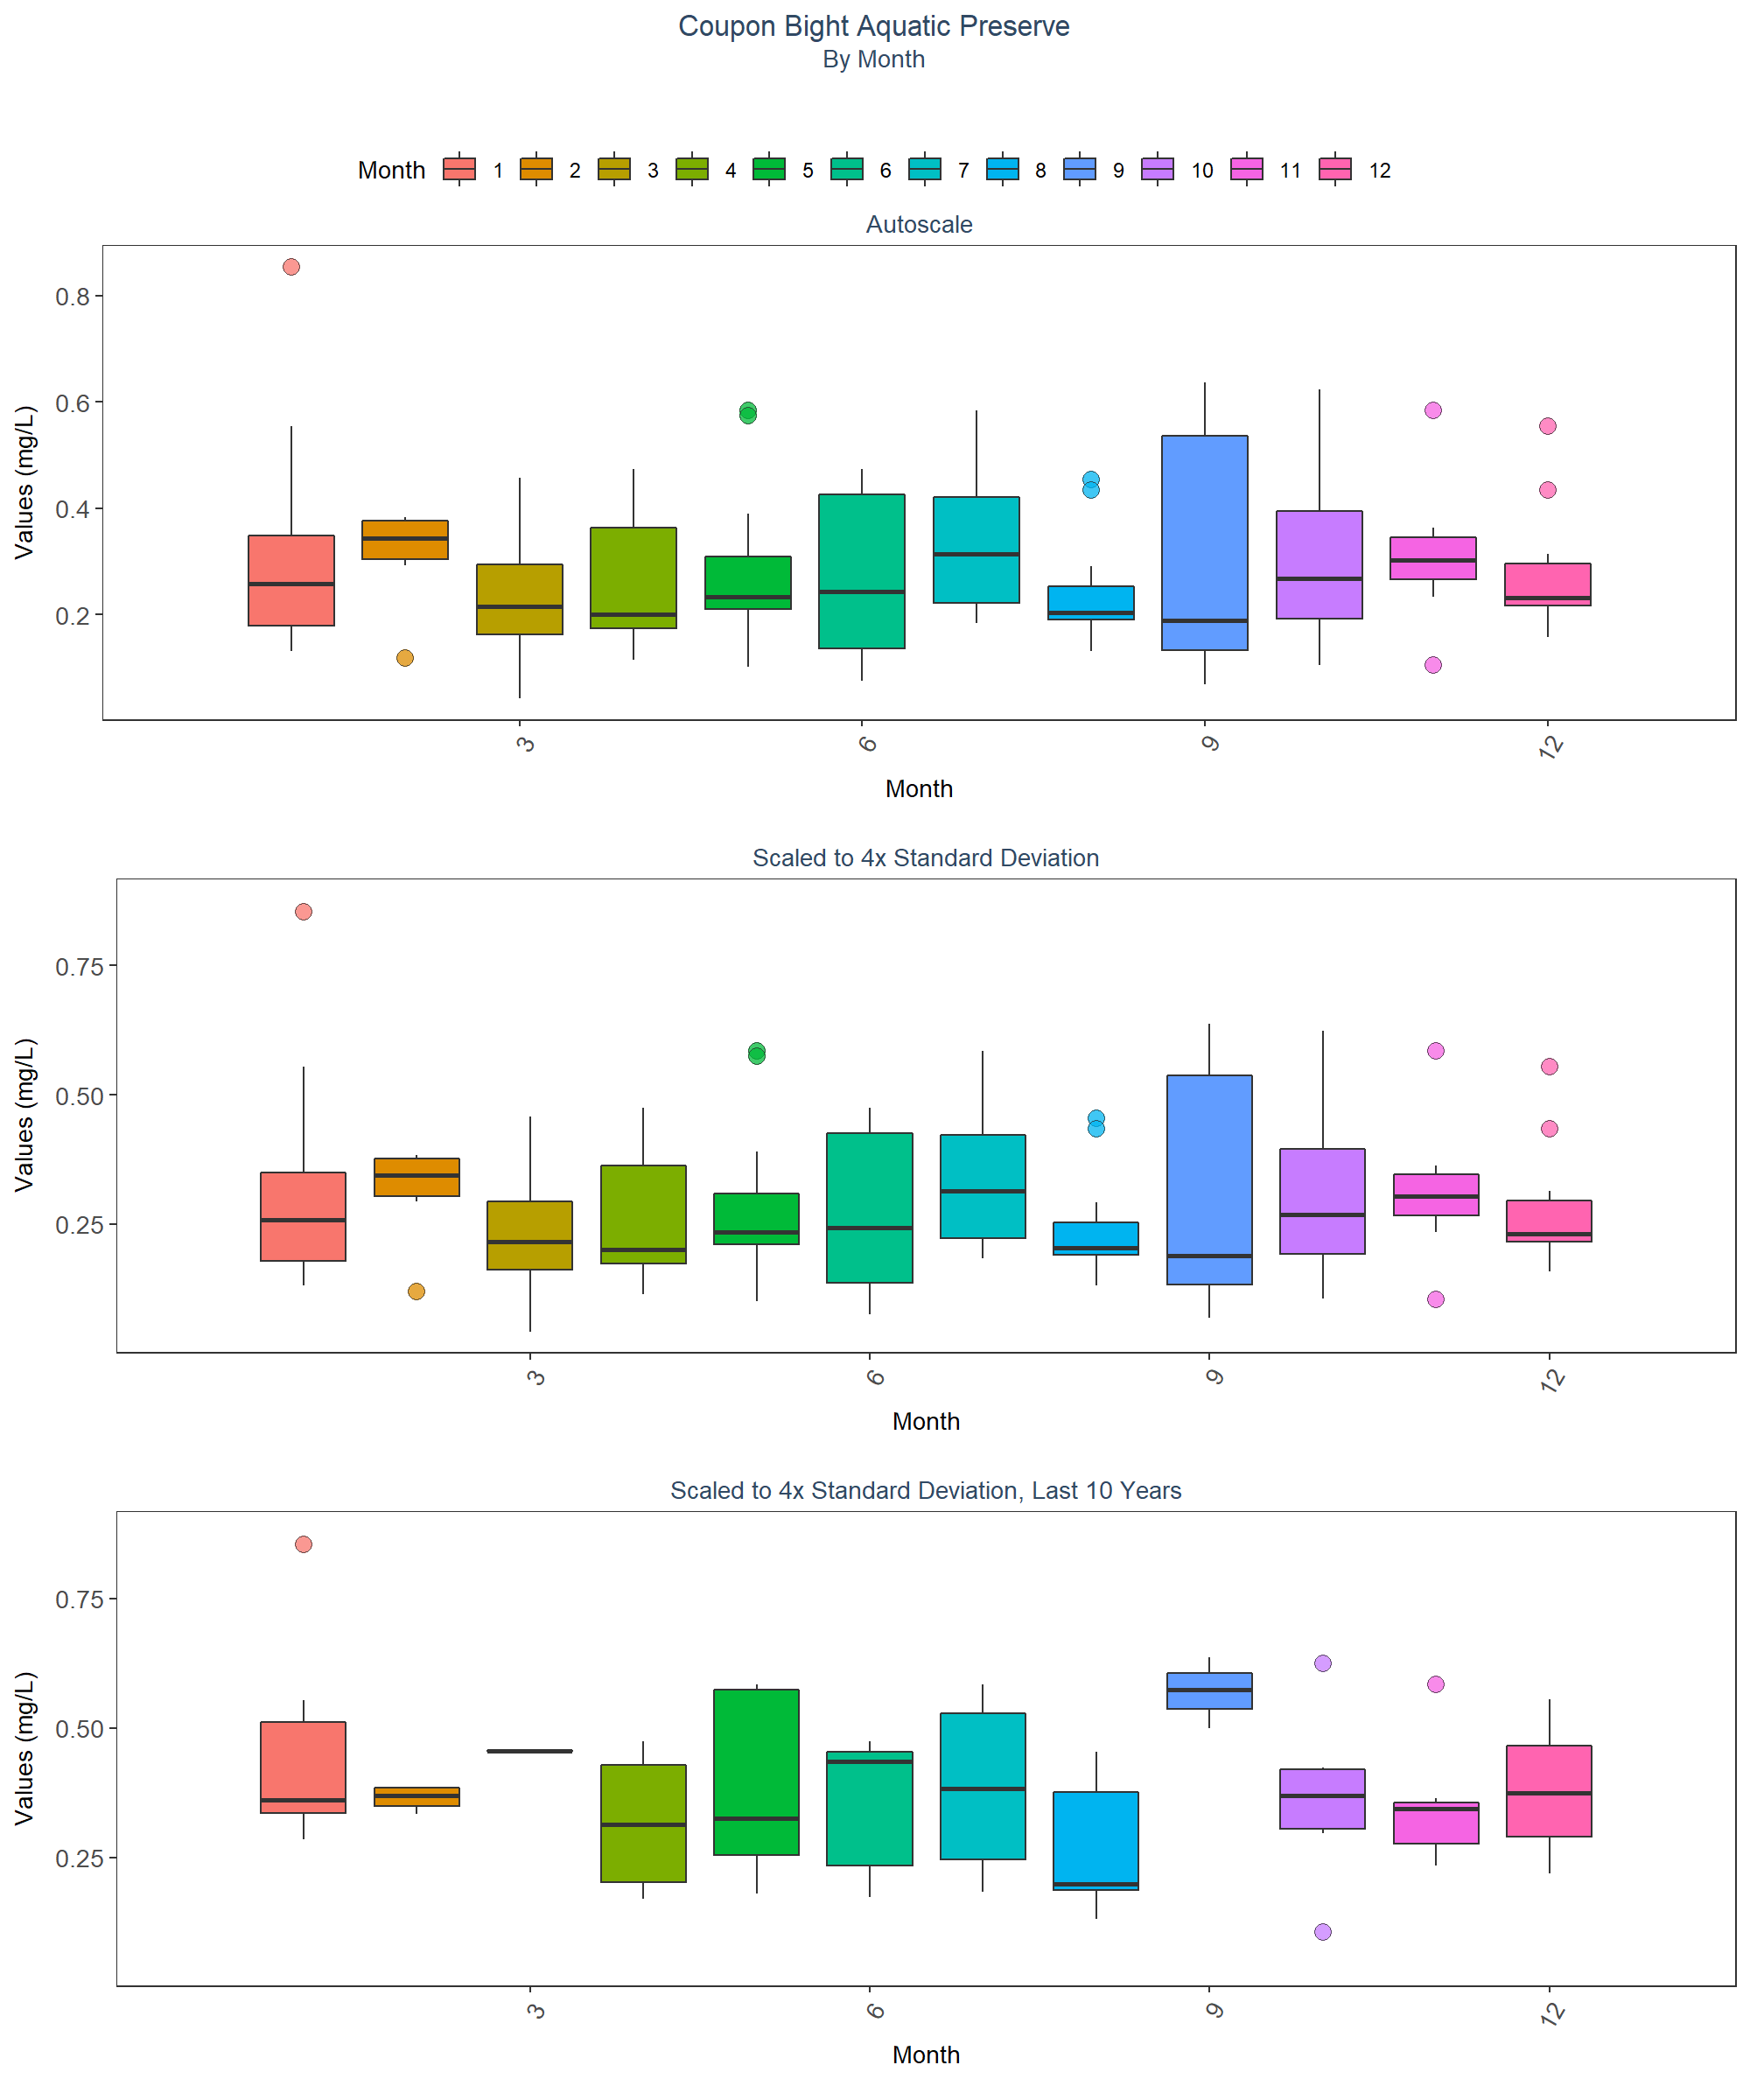 Coupon Bight Aquatic Preserve
By Month
Month 1 2 3 4 5 6 7 8 9 10 11 12
Autoscale
Values (mg/L)
0.8
0.6
0.4
0.2
3 6 9 12
Month
Scaled to 4x Standard Deviation
Values (mg/L)
0.75
0.50
0.25
3 6 9 12
Month
Scaled to 4x Standard Deviation, Last 10 Years
Values (mg/L)
0.75
0.50
0.25
3 6 9 12
Month